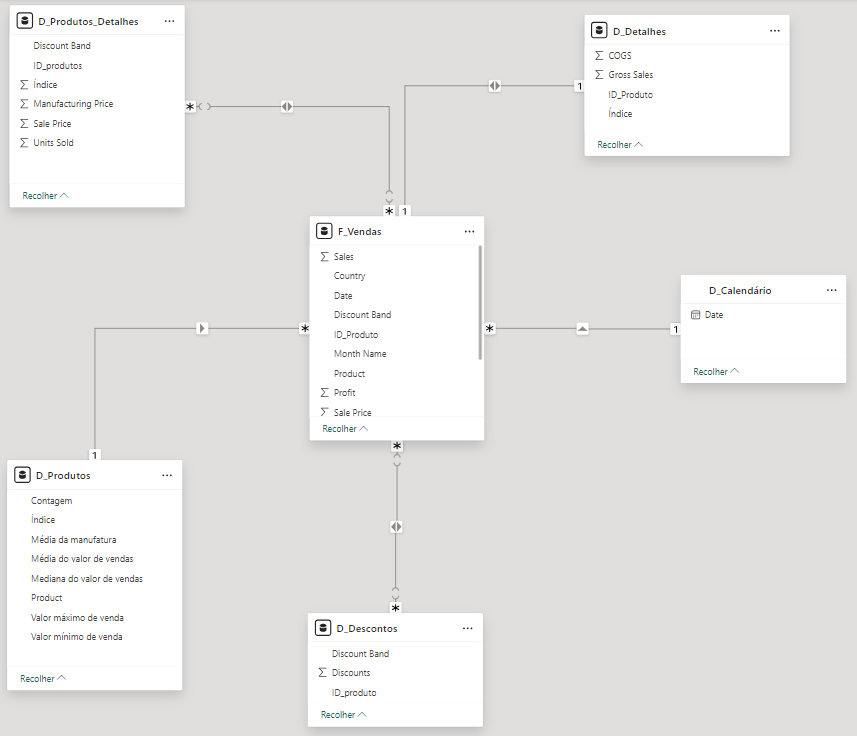 D_Produtos_Detalhes
Discount Band
ID_produtos
Índice
Manufacturing Price
Sale Price
Units Sold
Recolher
D_Detalhes
COGS
Gross Sales
ID_Produto
Índice
Recolher
*
1
*
1
F_Vendas
Sales
Country
Date
Discount Band
ID_Produto
Month Name
Product
Profit
Sale Price
Recolher
*
*
1
D_Calendário
Date
Recolher
1
*
*
D_Produtos
Contagem
Índice
Média da manufatura
Média do valor de vendas
Mediana do valor de vendas
Product
Valor máximo de venda
Valor mínimo de venda
Recolher
D_Descontos
Discount Band
Discounts
ID_produto
Recolher